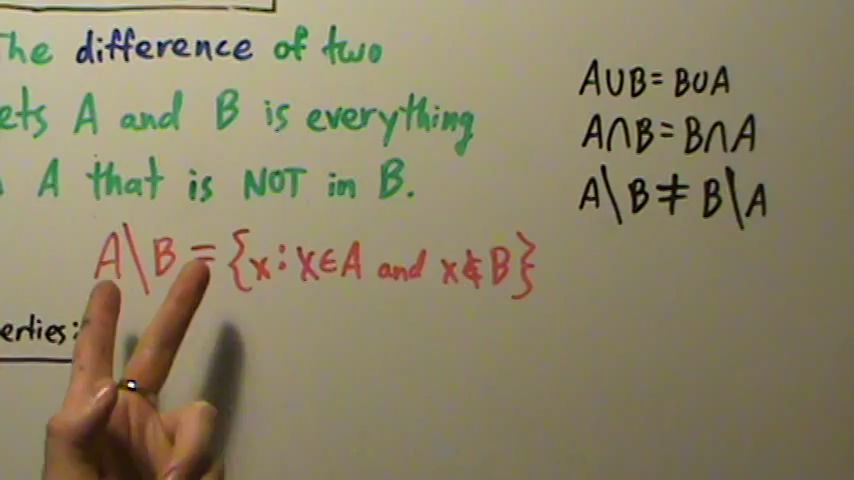 The difference of two
ets A and B is everything
A that is NOT in B.
A\B = {x : x∈A and x∉B}
erties:
A∪B = B∪A
A∩B = B∩A
A\B ≠ B\A